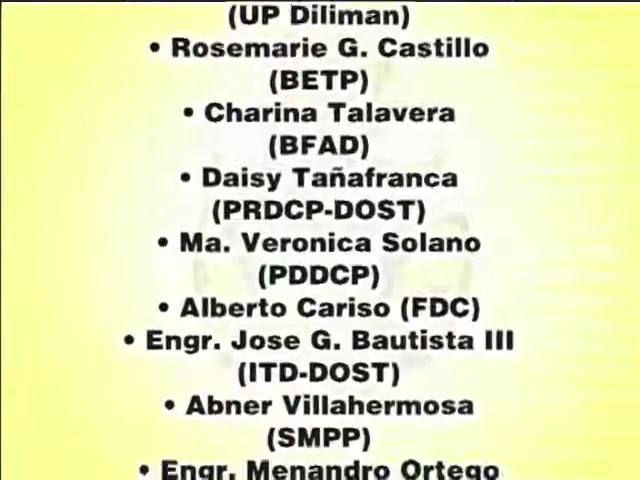 (UP Diliman)
• Rosemarie G. Castillo
(BETP)
• Charina Talavera
(BFAD)
• Daisy Tañafranca
(PRDCP-DOST)
• Ma. Veronica Solano
(PDDCP)
• Alberto Cariso (FDC)
• Engr. Jose G. Bautista III
(ITD-DOST)
• Abner Villahermosa
(SMPP)
• Engr. Menandro Ortego